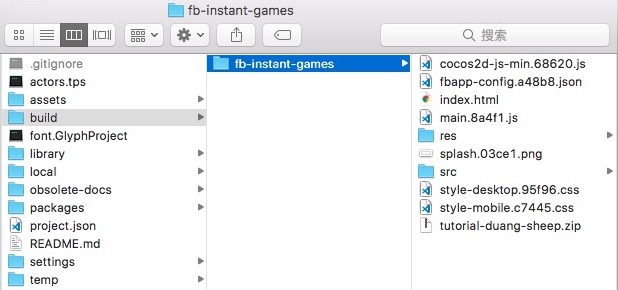 fb-instant-games
搜索
.gitignore
actors.tps
assets
build
font.GlyphProject
library
local
obsolete-docs
packages
project.json
README.md
settings
temp
fb-instant-games
cocos2d-js-min.68620.js
fbapp-config.a48b8.json
index.html
main.8a4f1.js
res
splash.03ce1.png
src
style-desktop.95f96.css
style-mobile.c7445.css
tutorial-duang-sheep.zip